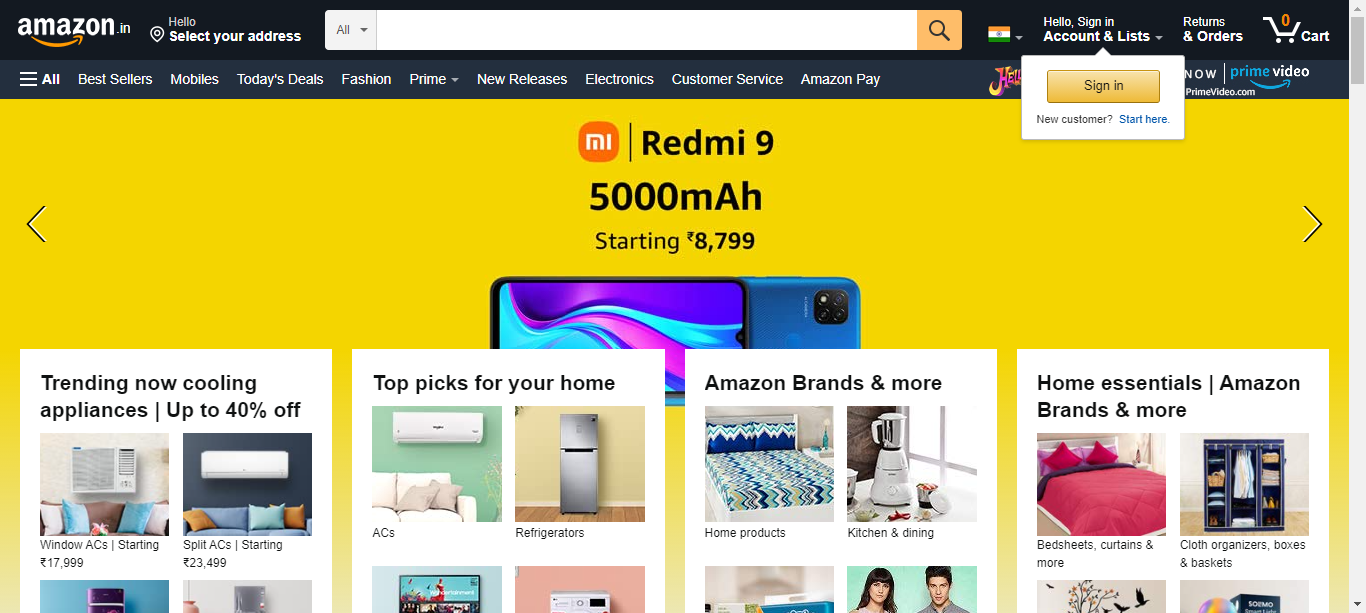 amazon.in
Hello
Select your address
All
Hello, Sign in
Account & Lists
Returns
& Orders
0
Cart
All
Best Sellers
Mobiles
Today's Deals
Fashion
Prime
New Releases
Electronics
Customer Service
Amazon Pay
NOW
prime video
PrimeVideo.com
Sign in
New customer? Start here.
mi
Redmi 9
5000mAh
Starting ₹8,799
Trending now cooling
appliances | Up to 40% off
Window ACs | Starting
₹17,999
Split ACs | Starting
₹23,499
Top picks for your home
ACs
Refrigerators
Amazon Brands & more
Home products
Kitchen & dining
Home essentials | Amazon
Brands & more
Bedsheets, curtains &
more
Cloth organizers, boxes
& baskets